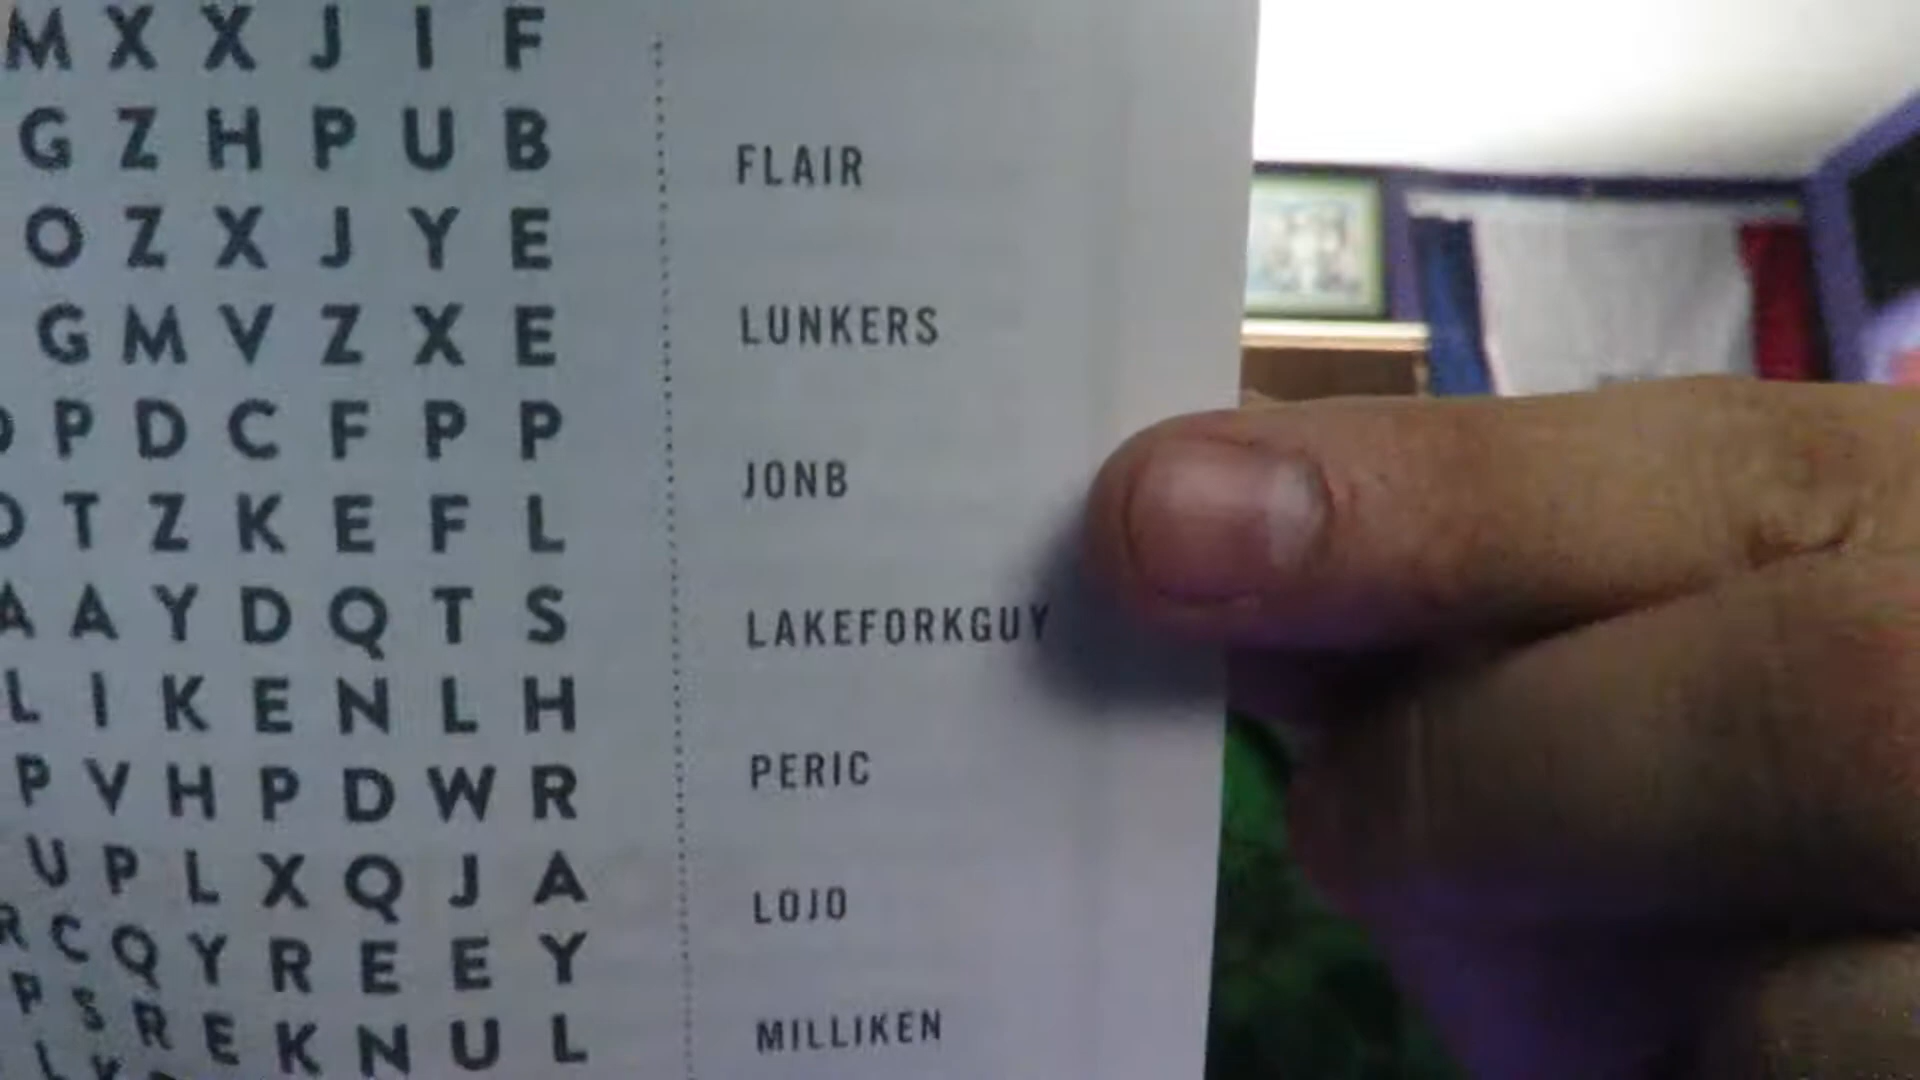 M X X J I F
G Z H P U B
O Z X J Y E
G M V Z X E
P D C F P P
T Z K E F L
A A Y D Q T S
L I K E N L H
P V H P D W R
U P L X Q J A
R C Q Y R E E Y
P S R E K N U L
FLAIR
LUNKERS
JONB
LAKEFORKGUY
PERIC
LOJO
MILLIKEN